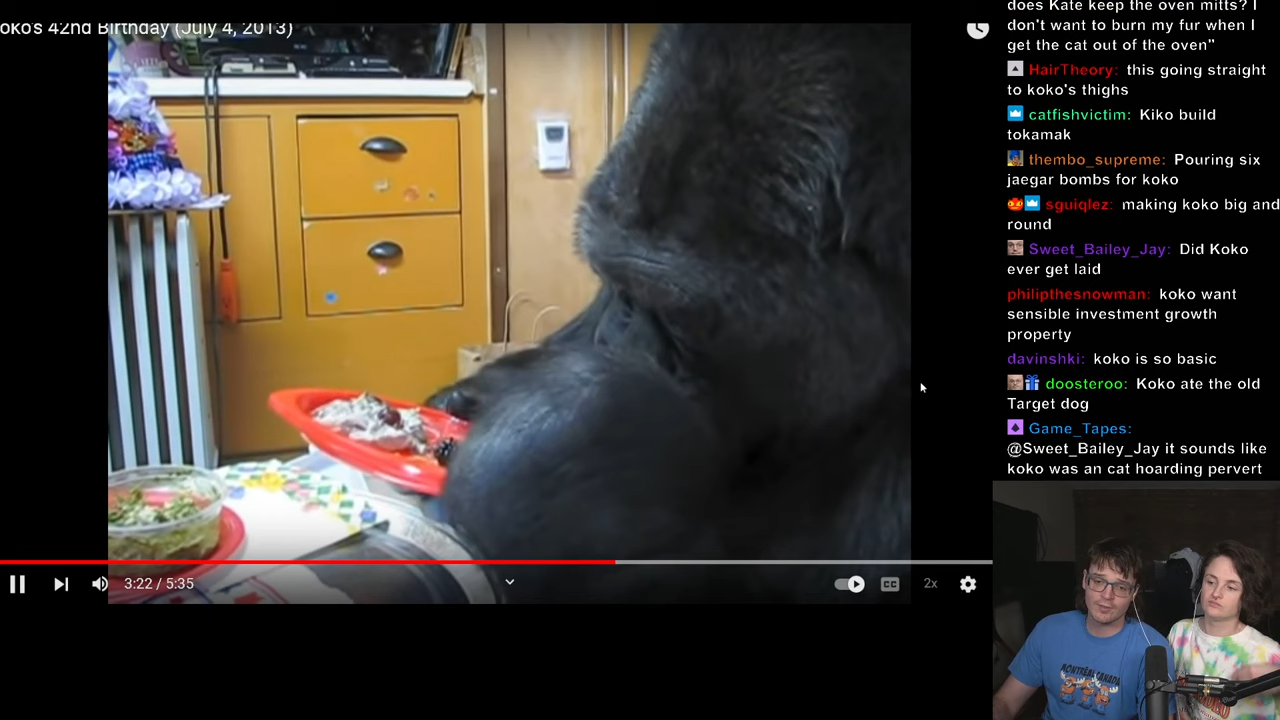 oko's 42nd Birthday (July 4, 2013)
does Kate keep the oven mitts? I
don't want to burn my fur when I
get the cat out of the oven"
HairTheory: this going straight
to koko's thighs
catfishvictim: Kiko build
tokamak
thembo_supreme: Pouring six
jaegar bombs for koko
sguiqlez: making koko big and
round
Sweet_Bailey_Jay: Did Koko
ever get laid
philipthesnowman: koko want
sensible investment growth
property
davinshki: koko is so basic
doosteroo: Koko ate the old
Target dog
Game_Tapes:
@Sweet_Bailey_Jay it sounds like
koko was an cat hoarding pervert
3:22 / 5:35
CC
2x
MONTRÉAL CANADA